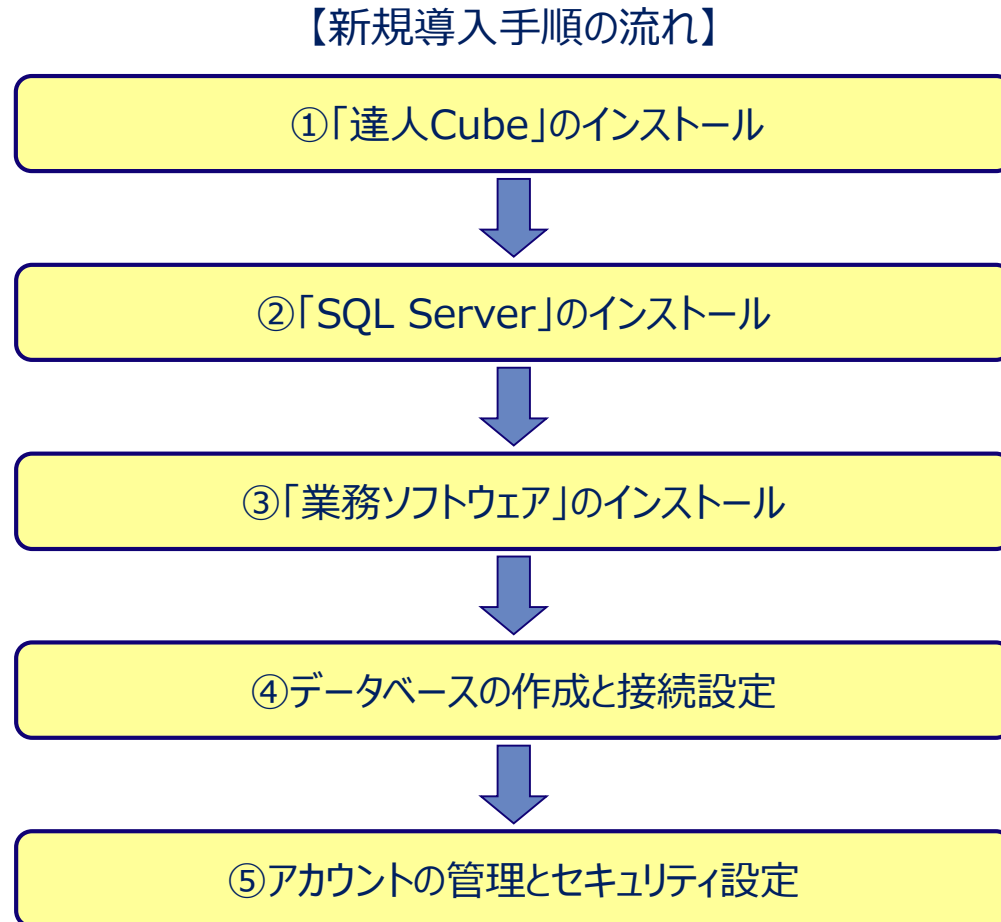 【新規導入手順の流れ】
①「達人Cube」のインストール
②「SQL Server」のインストール
③「業務ソフトウェア」のインストール
④データベースの作成と接続設定
⑤アカウントの管理とセキュリティ設定